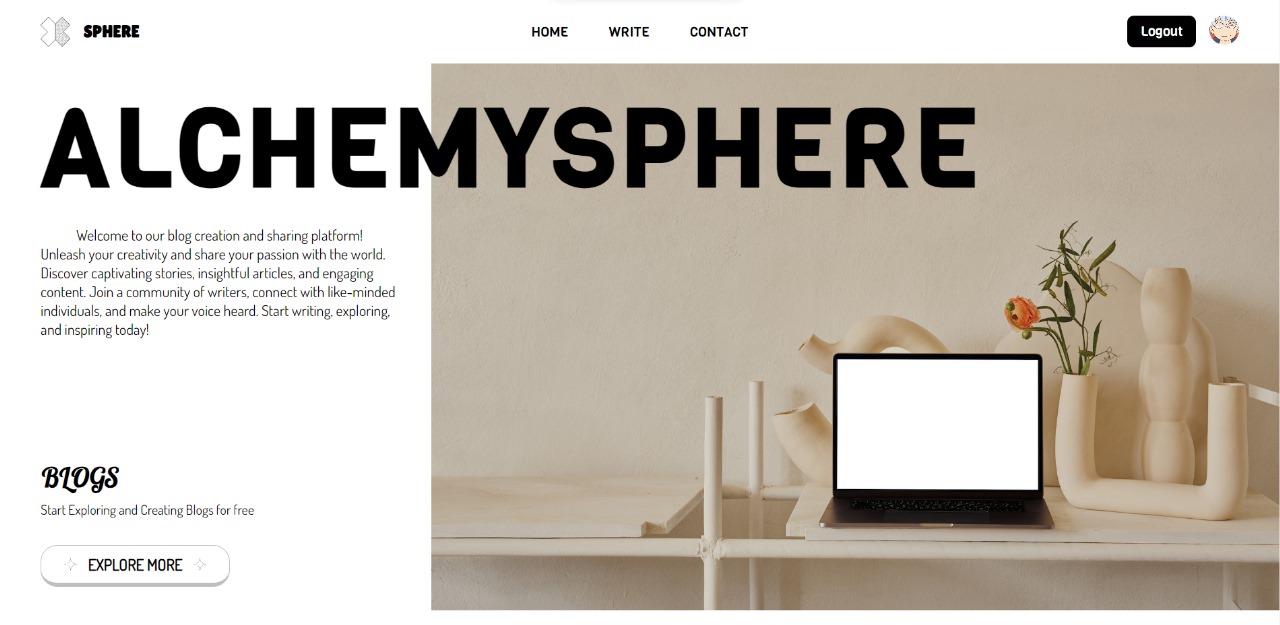 SPHERE
HOME WRITE CONTACT
Logout
ALCHEMYSPHERE
Welcome to our blog creation and sharing platform!
Unleash your creativity and share your passion with the world.
Discover captivating stories, insightful articles, and engaging
content. Join a community of writers, connect with like-minded
individuals, and make your voice heard. Start writing, exploring,
and inspiring today!
BLOGS
Start Exploring and Creating Blogs for free
EXPLORE MORE